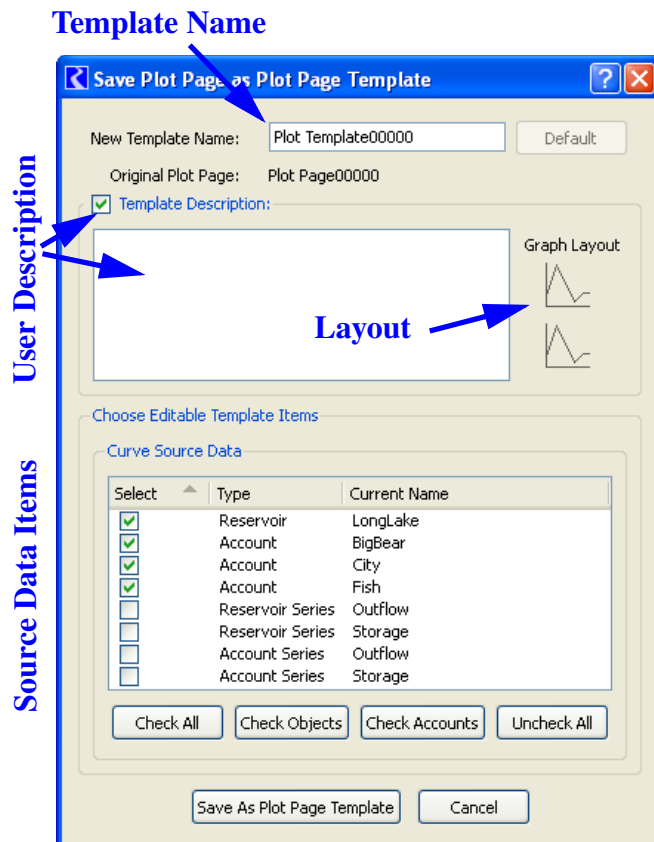 Template Name
Save Plot Page as Plot Page Template
New Template Name: Plot Template00000 Default
Original Plot Page: Plot Page00000
Template Description:
User Description
Graph Layout
Layout
Choose Editable Template Items
Curve Source Data
Source Data Items
Select Type Current Name
Reservoir LongLake
Account BigBear
Account City
Account Fish
Reservoir Series Outflow
Reservoir Series Storage
Account Series Outflow
Account Series Storage
Check All Check Objects Check Accounts Uncheck All
Save As Plot Page Template Cancel